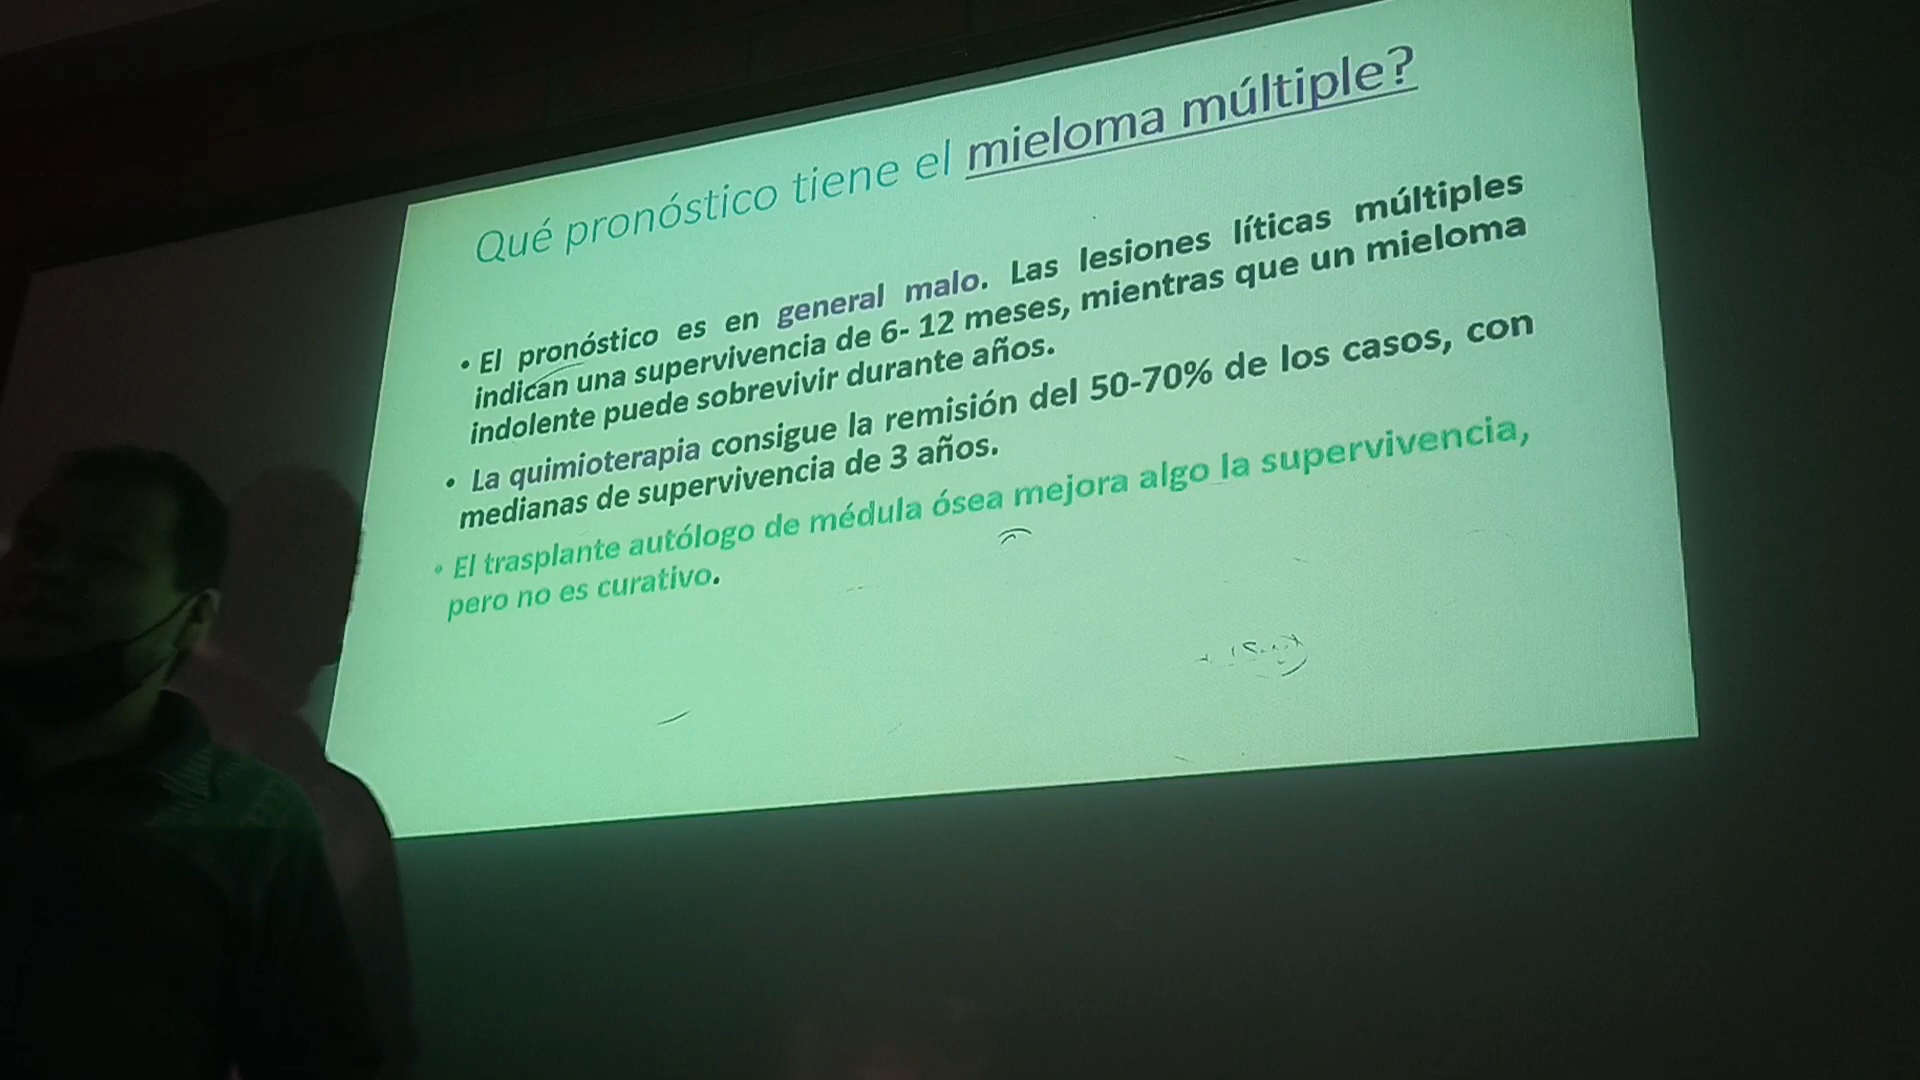 Qué pronóstico tiene el mieloma múltiple?
• El pronóstico es en general malo. Las lesiones líticas múltiples
indican una supervivencia de 6- 12 meses, mientras que un mieloma
indolente puede sobrevivir durante años.
• La quimioterapia consigue la remisión del 50-70% de los casos, con
medianas de supervivencia de 3 años.
• El trasplante autólogo de médula ósea mejora algo la supervivencia,
pero no es curativo.